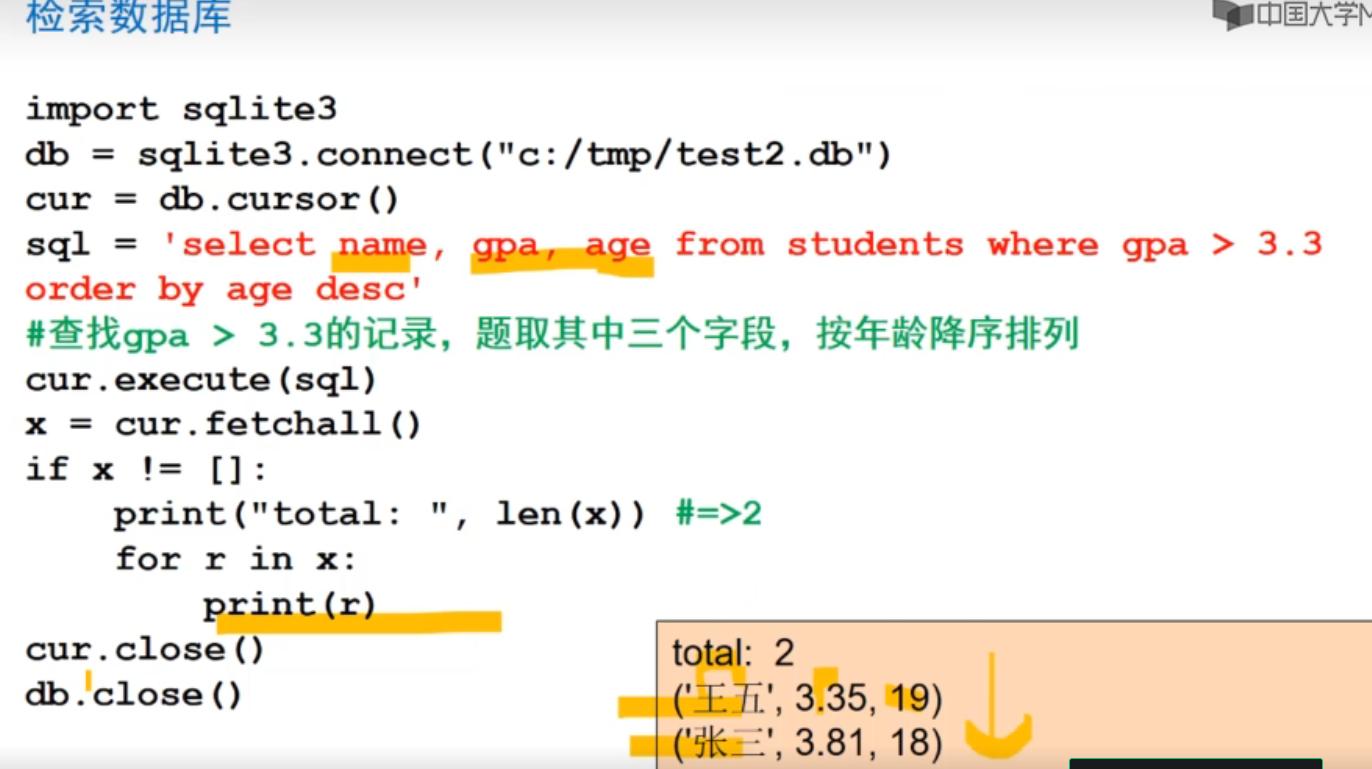 检索数据库
中国大学M
import sqlite3
db = sqlite3.connect("c:/tmp/test2.db")
cur = db.cursor()
sql = 'select name, gpa, age from students where gpa > 3.3
order by age desc'
#查找gpa > 3.3的记录，题取其中三个字段，按年龄降序排列
cur.execute(sql)
x = cur.fetchall()
if x != []:
    print("total: ", len(x)) #=>2
    for r in x:
        print(r)
cur.close()
db.close()
total: 2
('王五', 3.35, 19)
('张三', 3.81, 18)